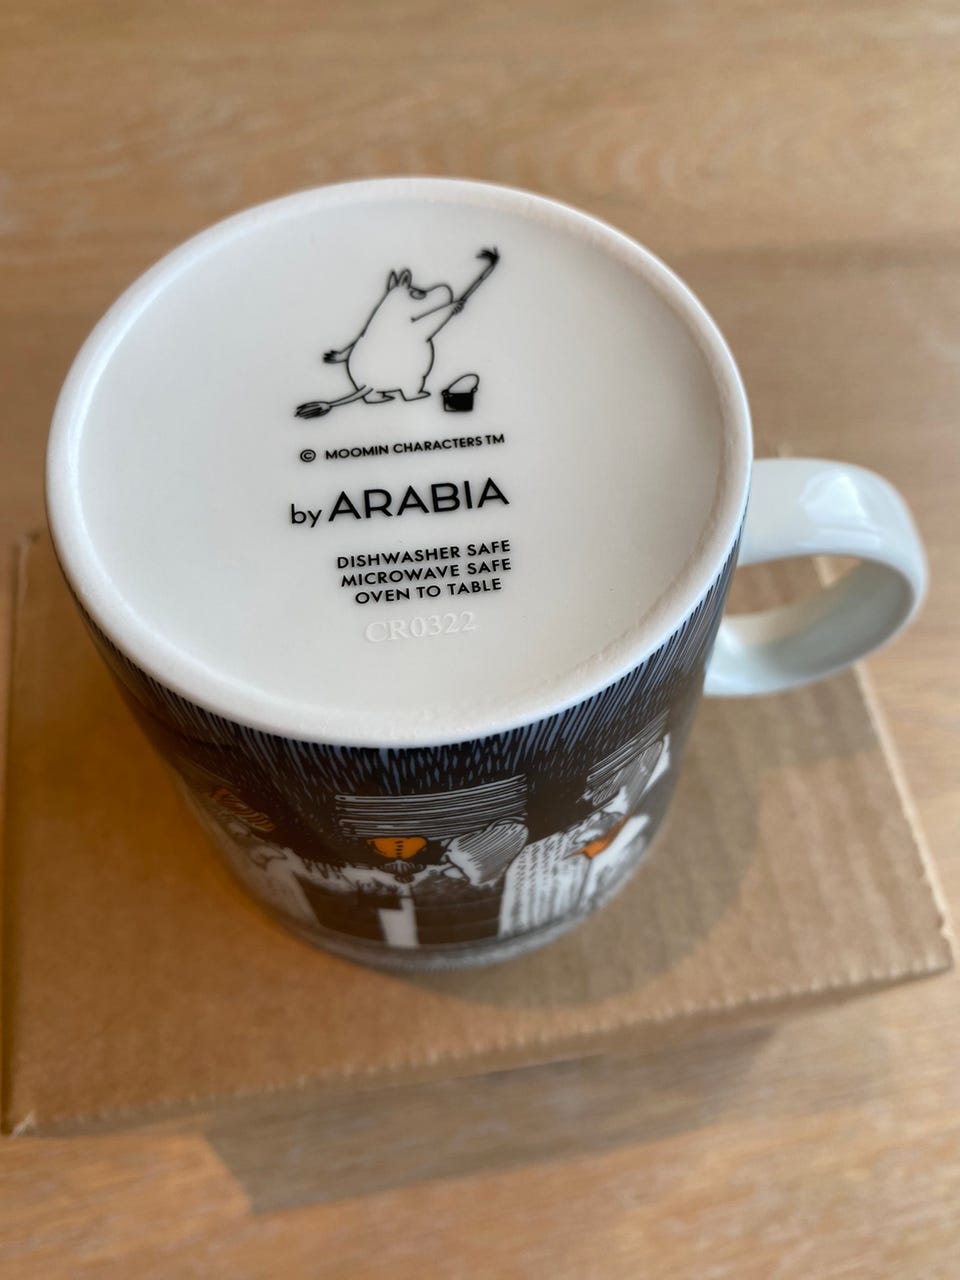 © MOOMIN CHARACTERS TM
by ARABIA
DISHWASHER SAFE
MICROWAVE SAFE
OVEN TO TABLE
CR0322